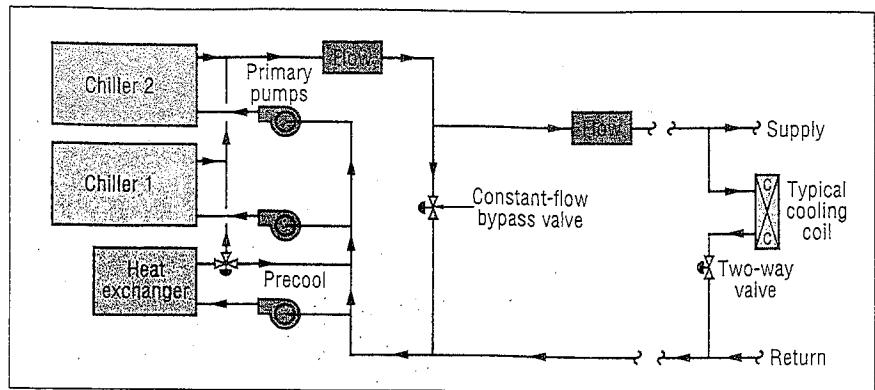 Chiller 2
Primary
pumps
Flow
Flow
Supply
Chiller 1
Constant-flow
bypass valve
C
C
Typical
cooling
coil
Heat
exchanger
Precool
Two-way
valve
Return